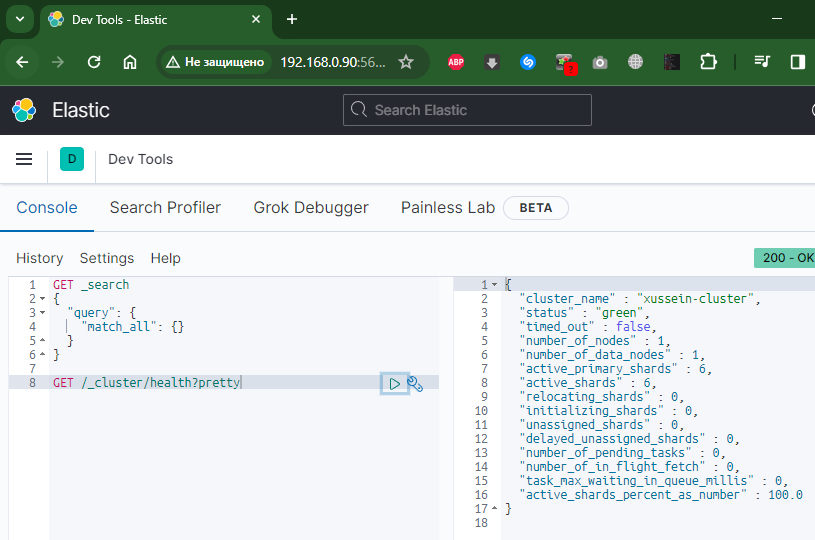 Dev Tools - Elastic
Не защищено 192.168.0.90:56...
ABP
2
Elastic
Search Elastic
D Dev Tools
Console Search Profiler Grok Debugger Painless Lab BETA
History Settings Help
200 - OK
1 GET _search
2 {
3 "query": {
4 "match_all": {}
5 }
6 }
7
8 GET /_cluster/health?pretty
1 {
2 "cluster_name" : "xussein-cluster",
3 "status" : "green",
4 "timed_out" : false,
5 "number_of_nodes" : 1,
6 "number_of_data_nodes" : 1,
7 "active_primary_shards" : 6,
8 "active_shards" : 6,
9 "relocating_shards" : 0,
10 "initializing_shards" : 0,
11 "unassigned_shards" : 0,
12 "delayed_unassigned_shards" : 0,
13 "number_of_pending_tasks" : 0,
14 "number_of_in_flight_fetch" : 0,
15 "task_max_waiting_in_queue_millis" : 0,
16 "active_shards_percent_as_number" : 100.0
17 }
18